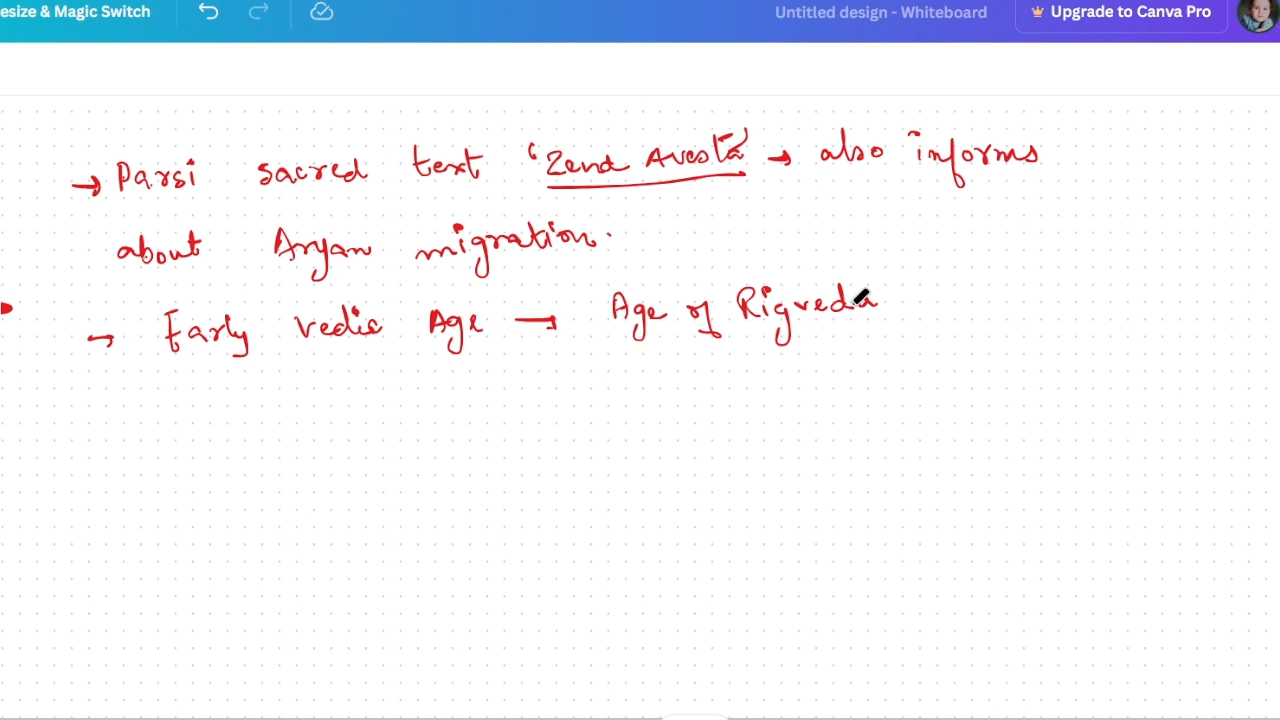 esize & Magic Switch
Untitled design - Whiteboard
Upgrade to Canva Pro
→ Parsi sacred text 'Zend Avesta' → also informs
about Aryan migration.
→ Early vedic Age → Age of Rigveda